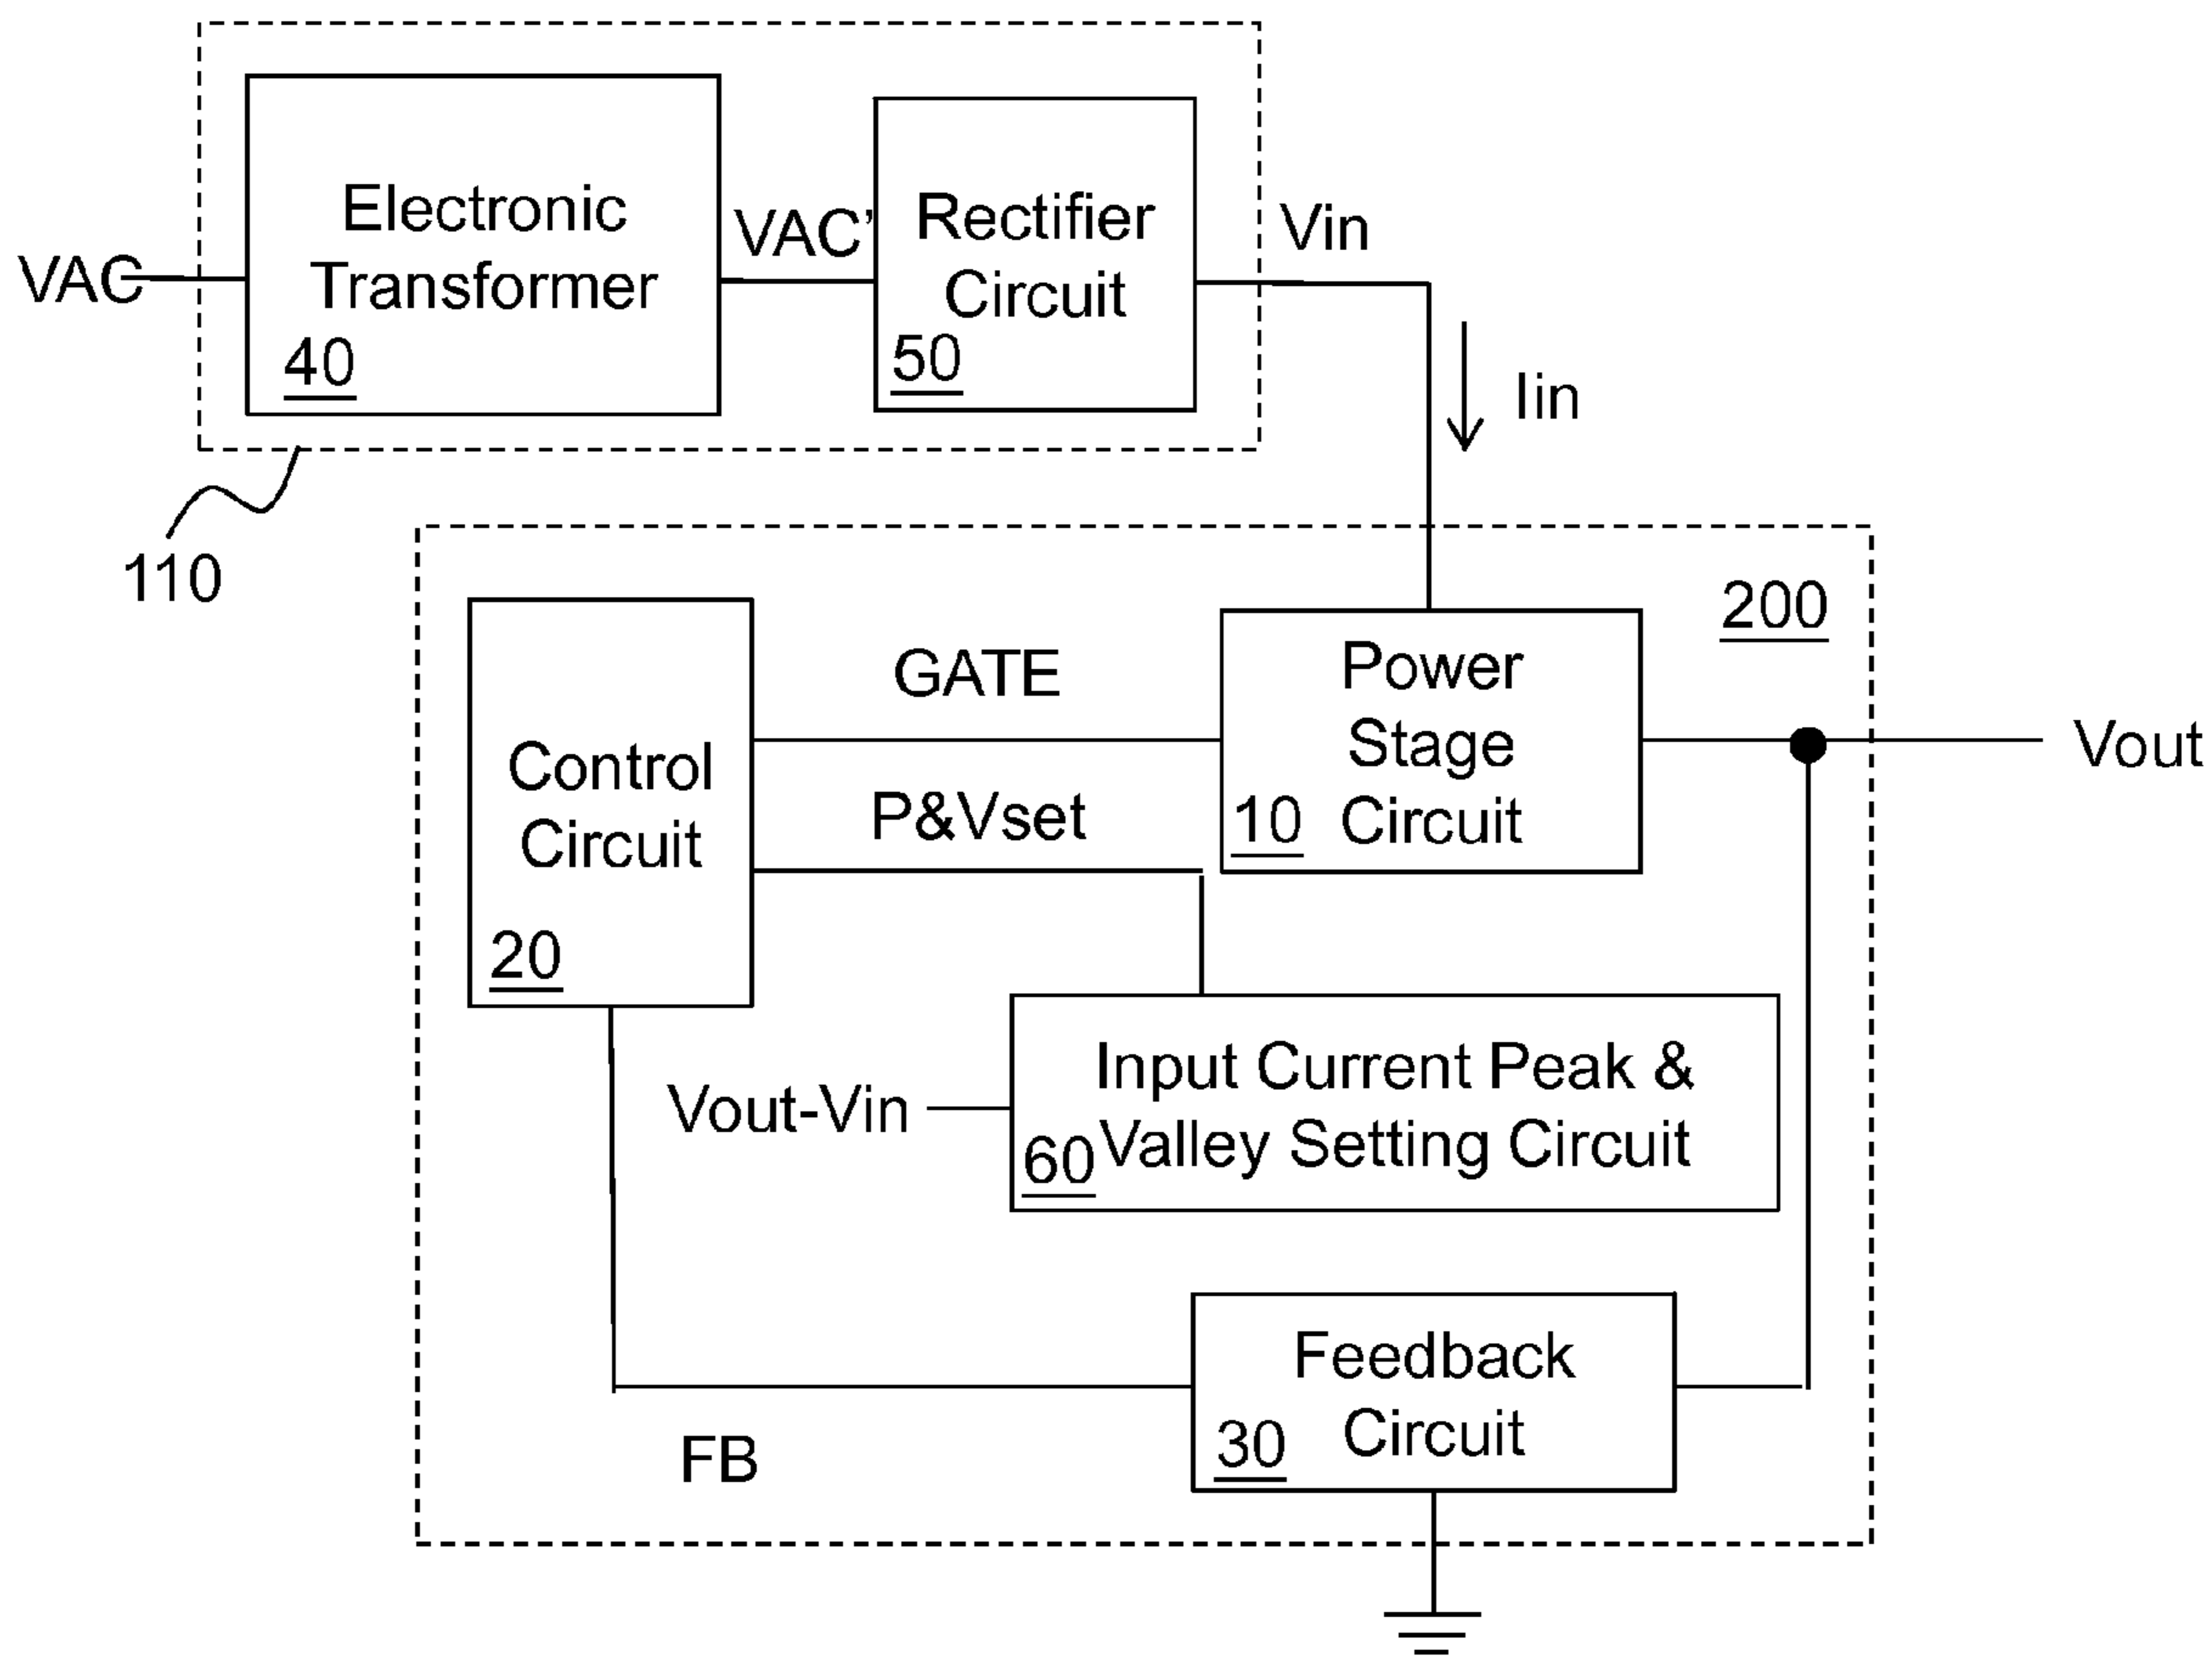 VAC
Electronic
Transformer
40
VAC'
Rectifier
Circuit
50
Vin
Iin
110
200
Control
Circuit
20
GATE
P&Vset
Power
Stage
Circuit
10
Vout
Vout-Vin
Input Current Peak &
Valley Setting Circuit
60
Feedback
Circuit
30
FB